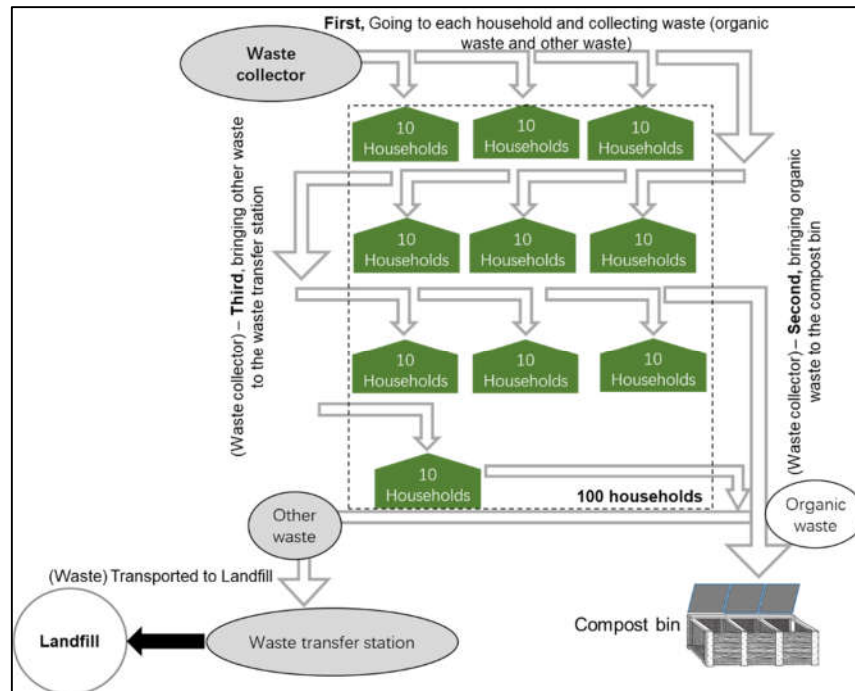 First, Going to each household and collecting waste (organic
waste and other waste)
Waste
collector
10
Households
10
Households
10
Households
10
Households
10
Households
10
Households
10
Households
10
Households
10
Households
10
Households
100 households
(Waste collector) – Third, bringing other waste
to the waste transfer station
(Waste collector) – Second, bringing organic
waste to the compost bin
Other
waste
Organic
waste
(Waste) Transported to Landfill
Landfill
Waste transfer station
Compost bin